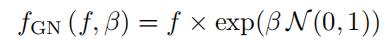 f_GN (f, β) = f × exp(β 𝒩(0, 1))